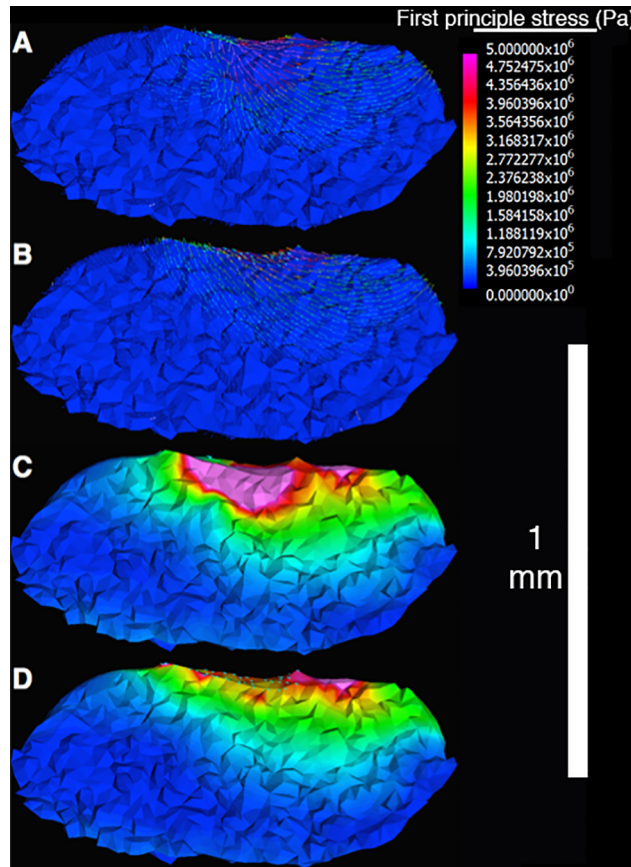 First principle stress (Pa)
A
5.000000x10⁶
4.752475x10⁶
4.356436x10⁶
3.960396x10⁶
3.564356x10⁶
3.168317x10⁶
2.772277x10⁶
2.376238x10⁶
1.980198x10⁶
1.584158x10⁶
1.188119x10⁶
7.920792x10⁵
3.960396x10⁵
0.000000x10⁰
B
C
D
1
mm